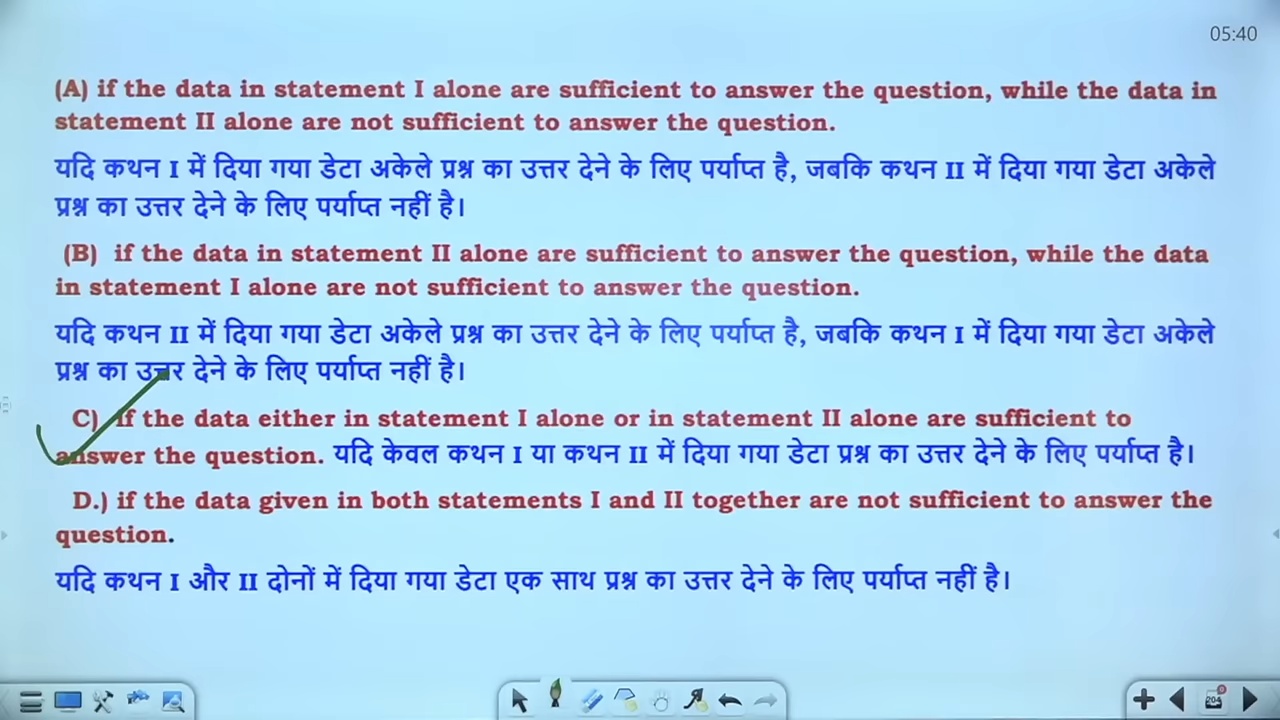 05:40
(A) if the data in statement I alone are sufficient to answer the question, while the data in
statement II alone are not sufficient to answer the question.
यदि कथन I में दिया गया डेटा अकेले प्रश्न का उत्तर देने के लिए पर्याप्त है, जबकि कथन II में दिया गया डेटा अकेले
प्रश्न का उत्तर देने के लिए पर्याप्त नहीं है।
(B) if the data in statement II alone are sufficient to answer the question, while the data
in statement I alone are not sufficient to answer the question.
यदि कथन II में दिया गया डेटा अकेले प्रश्न का उत्तर देने के लिए पर्याप्त है, जबकि कथन I में दिया गया डेटा अकेले
प्रश्न का उत्तर देने के लिए पर्याप्त नहीं है।
C) if the data either in statement I alone or in statement II alone are sufficient to
answer the question. यदि केवल कथन I या कथन II में दिया गया डेटा प्रश्न का उत्तर देने के लिए पर्याप्त है।
D.) if the data given in both statements I and II together are not sufficient to answer the
question.
यदि कथन I और II दोनों में दिया गया डेटा एक साथ प्रश्न का उत्तर देने के लिए पर्याप्त नहीं है।